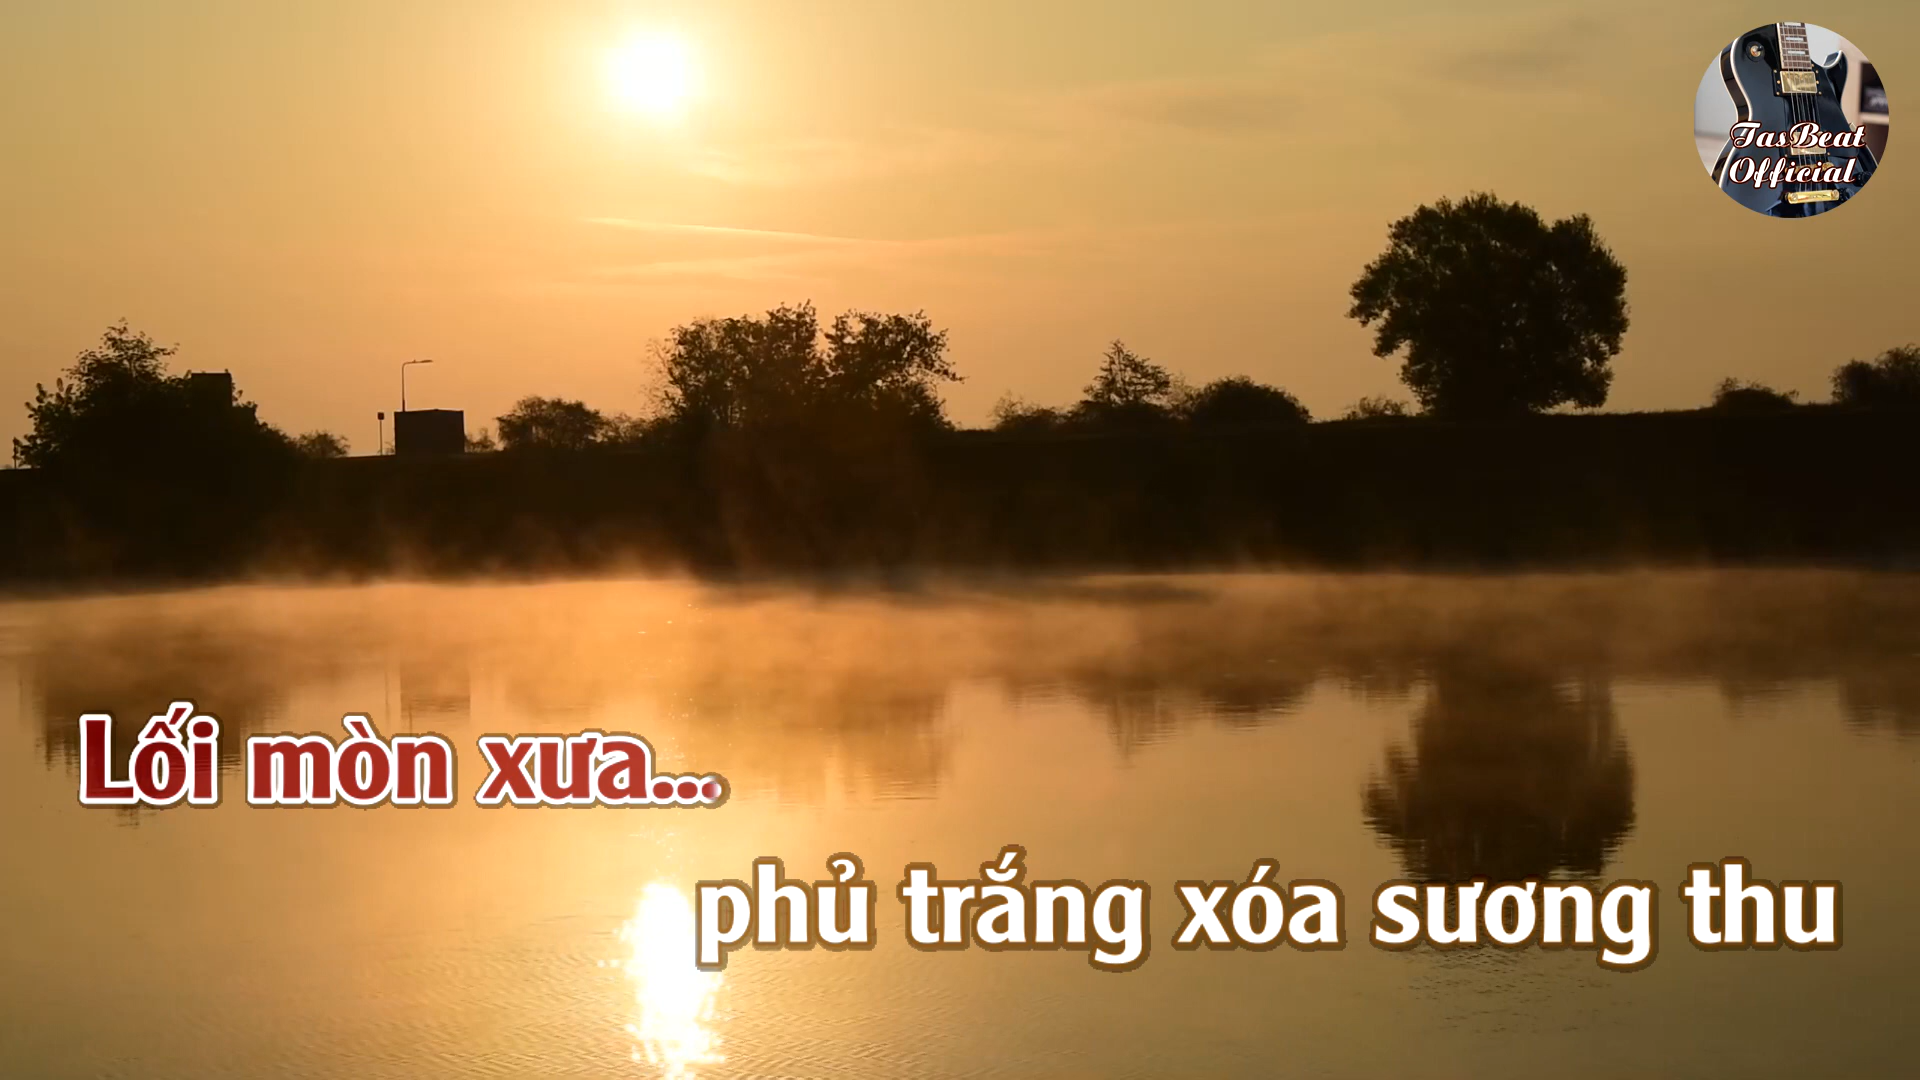 TasBeat
Official
Lối mòn xưa...
phủ trắng xóa sương thu